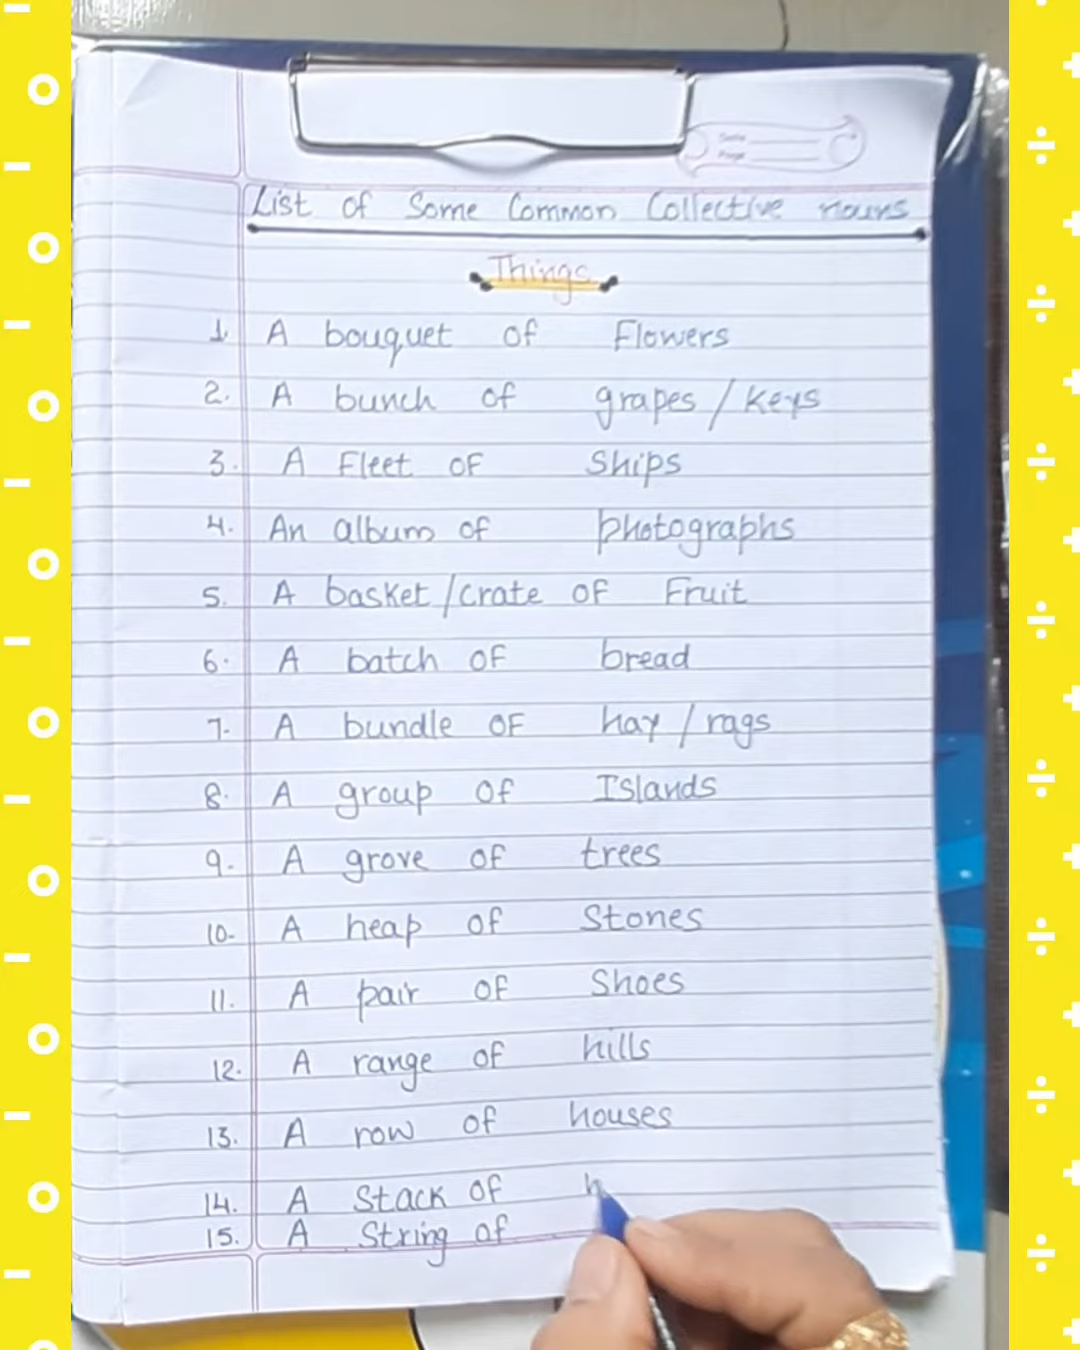 List of Some Common Collective nouns
Things
1. A bouquet of Flowers
2. A bunch of grapes / keys
3. A Fleet of Ships
4. An album of photographs
5. A basket / crate of Fruit
6. A batch of bread
7. A bundle of hay / rags
8. A group of Islands
9. A grove of trees
10. A heap of Stones
11. A pair of Shoes
12. A range of hills
13. A row of houses
14. A Stack of h
15. A String of